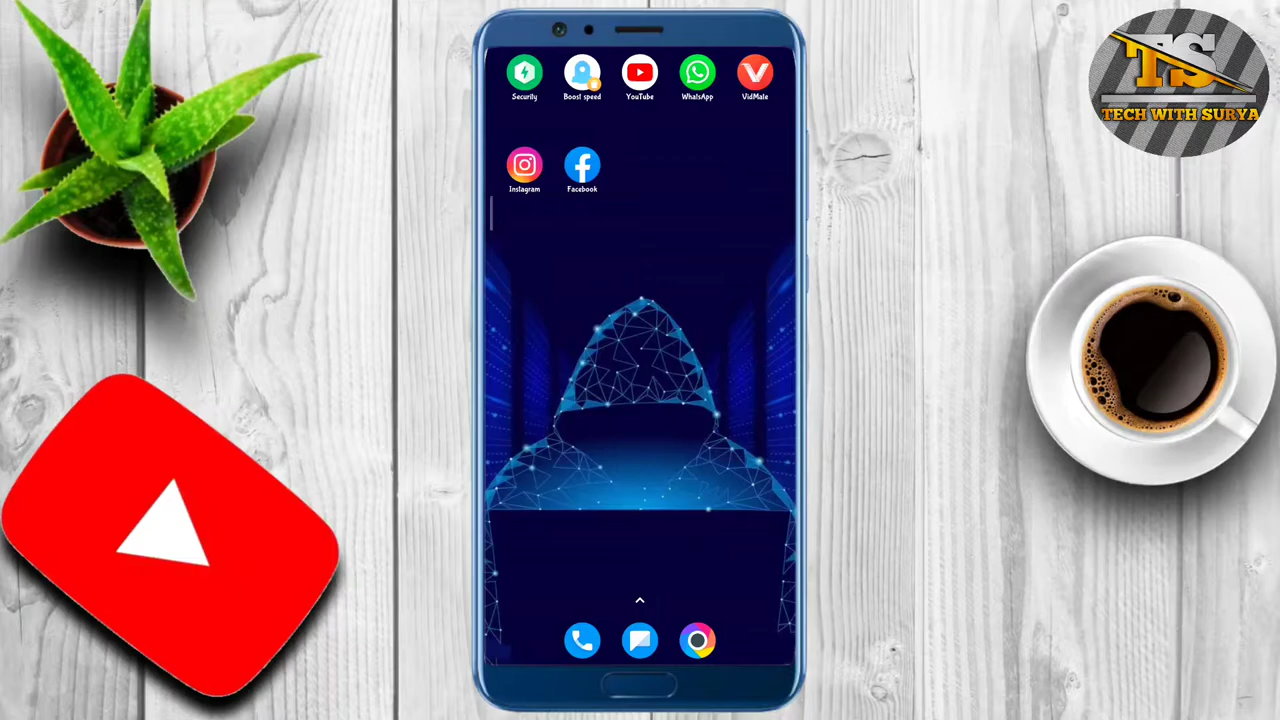 Security
Boost speed
YouTube
WhatsApp
VidMate
Instagram
Facebook
TS
TECH WITH SURYA